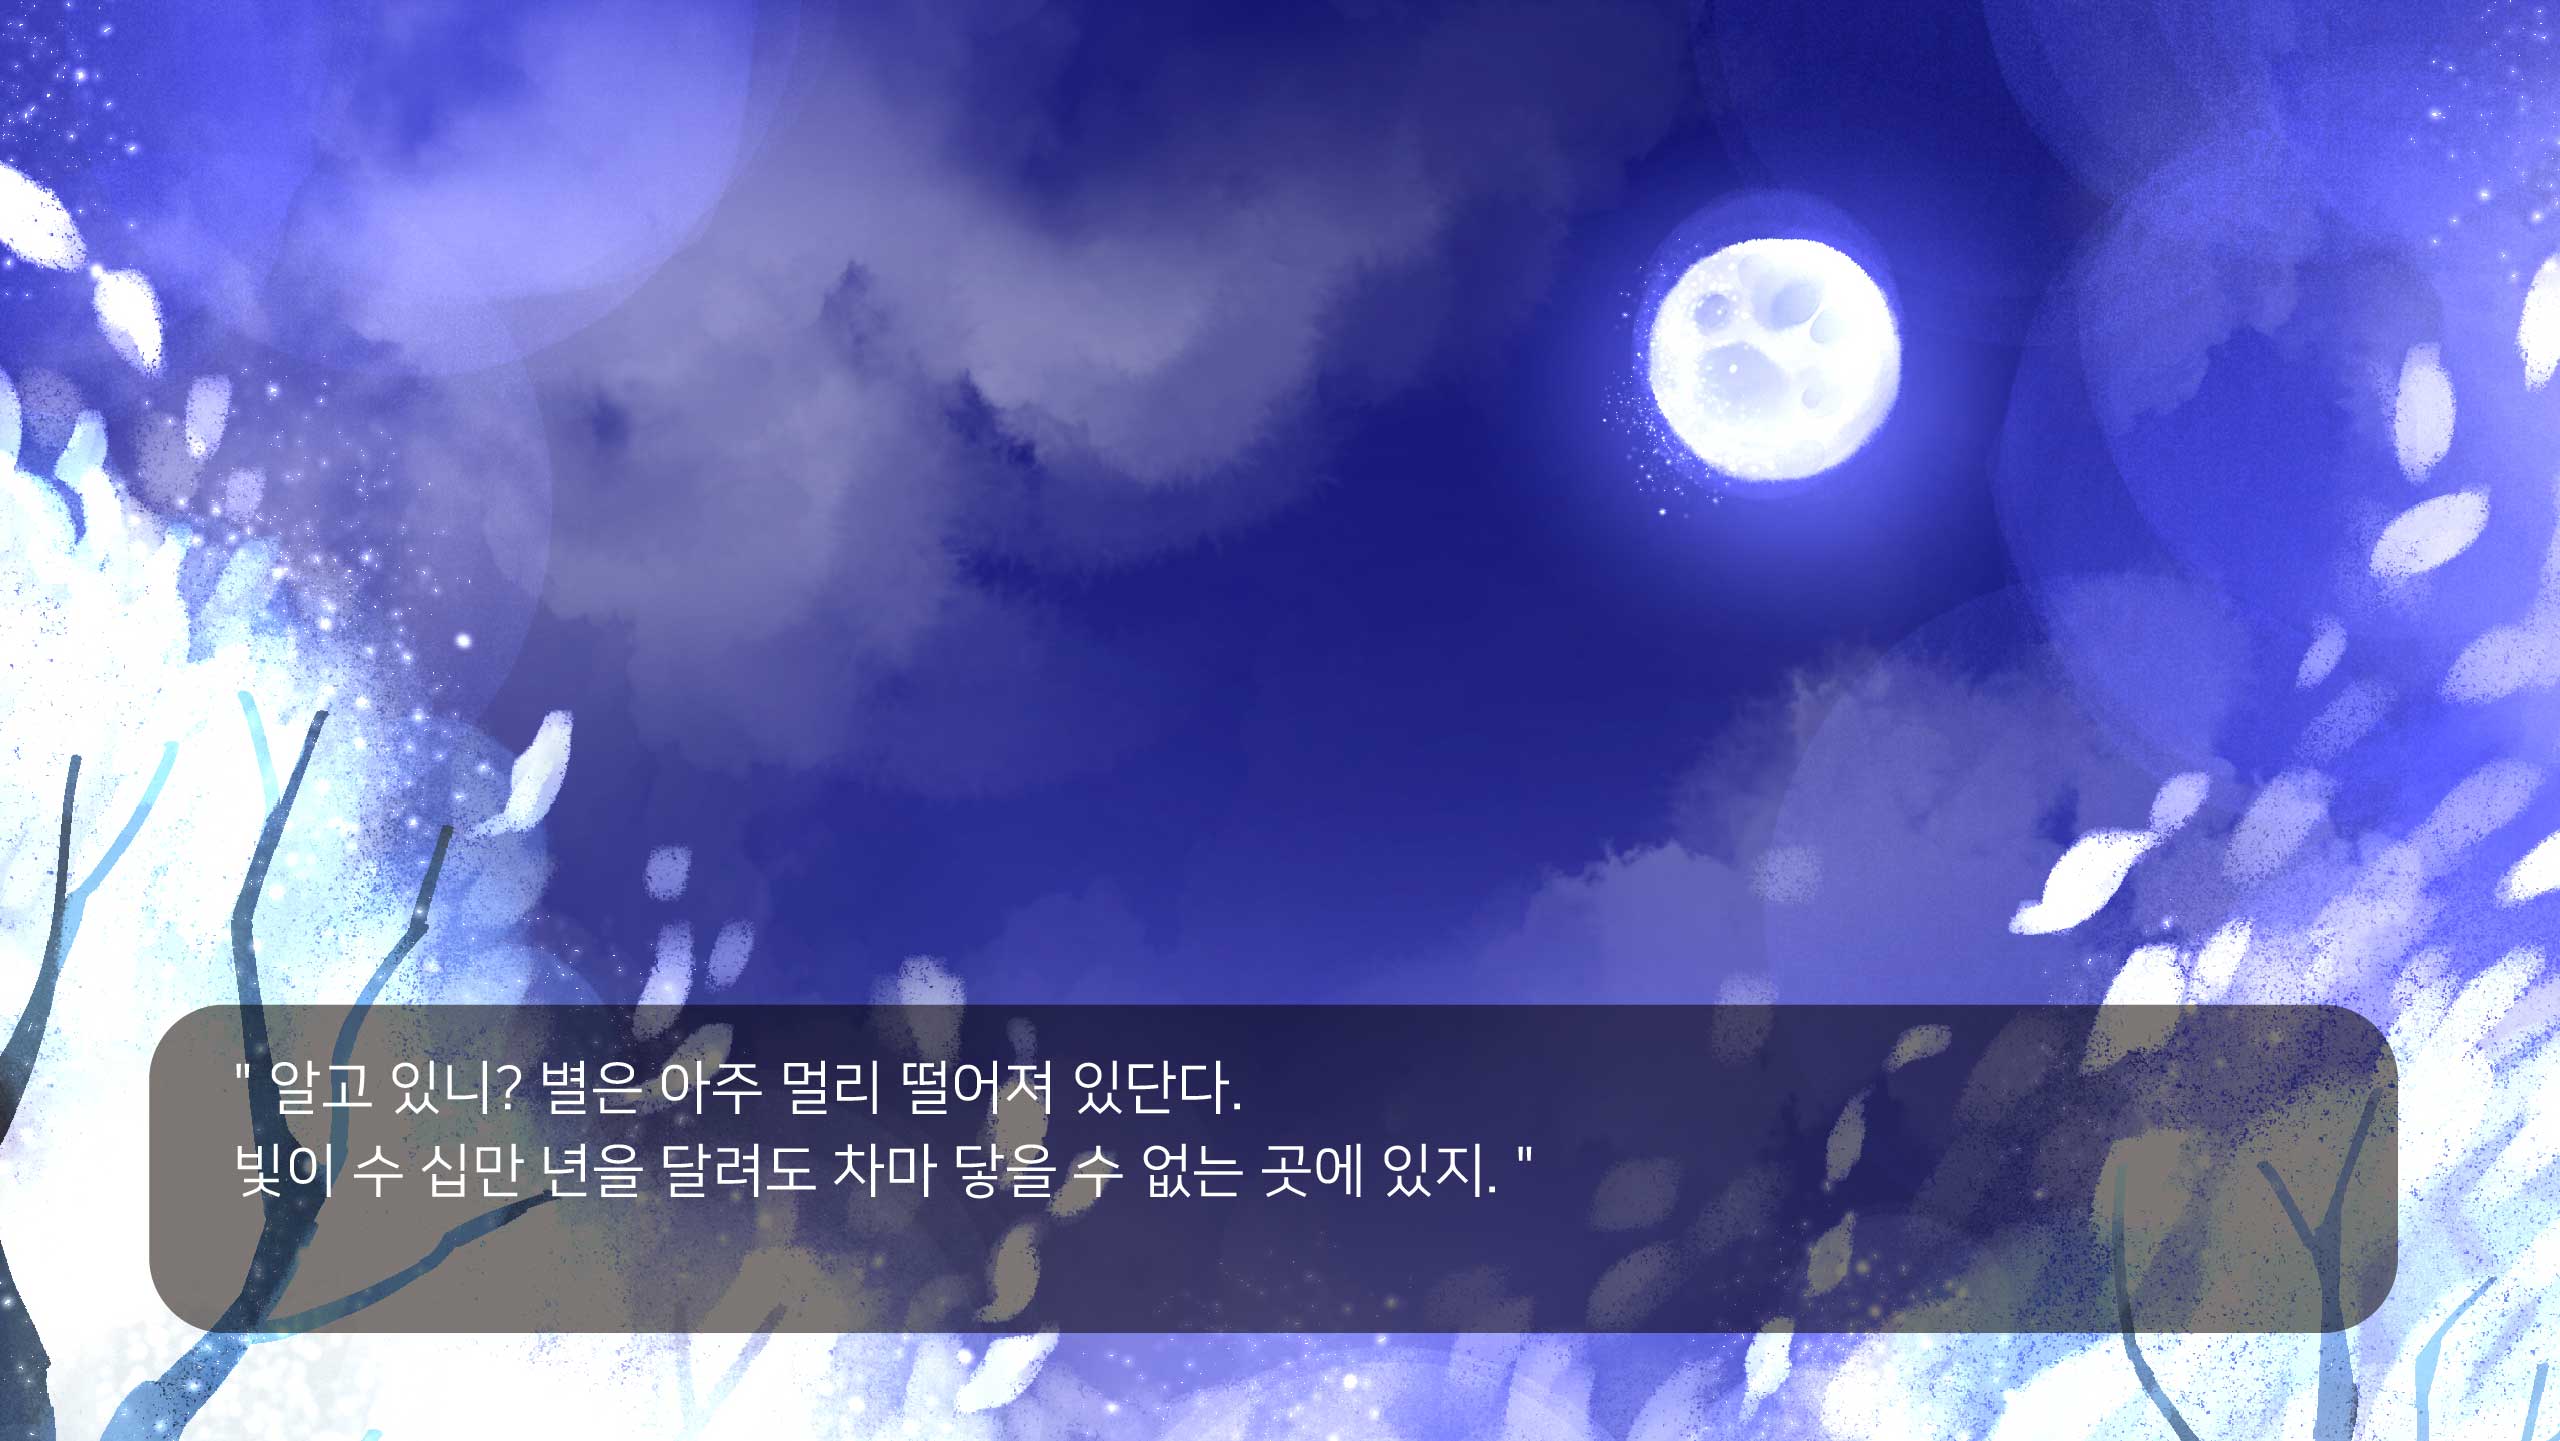 " 알고 있니? 별은 아주 멀리 떨어져 있단다.
빛이 수 십만 년을 달려도 차마 닿을 수 없는 곳에 있지. "